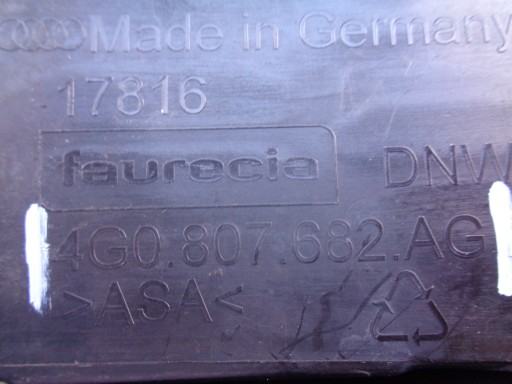 Made in Germany
17816
faurecia DNW
4G0.807.682.AG
>ASA<